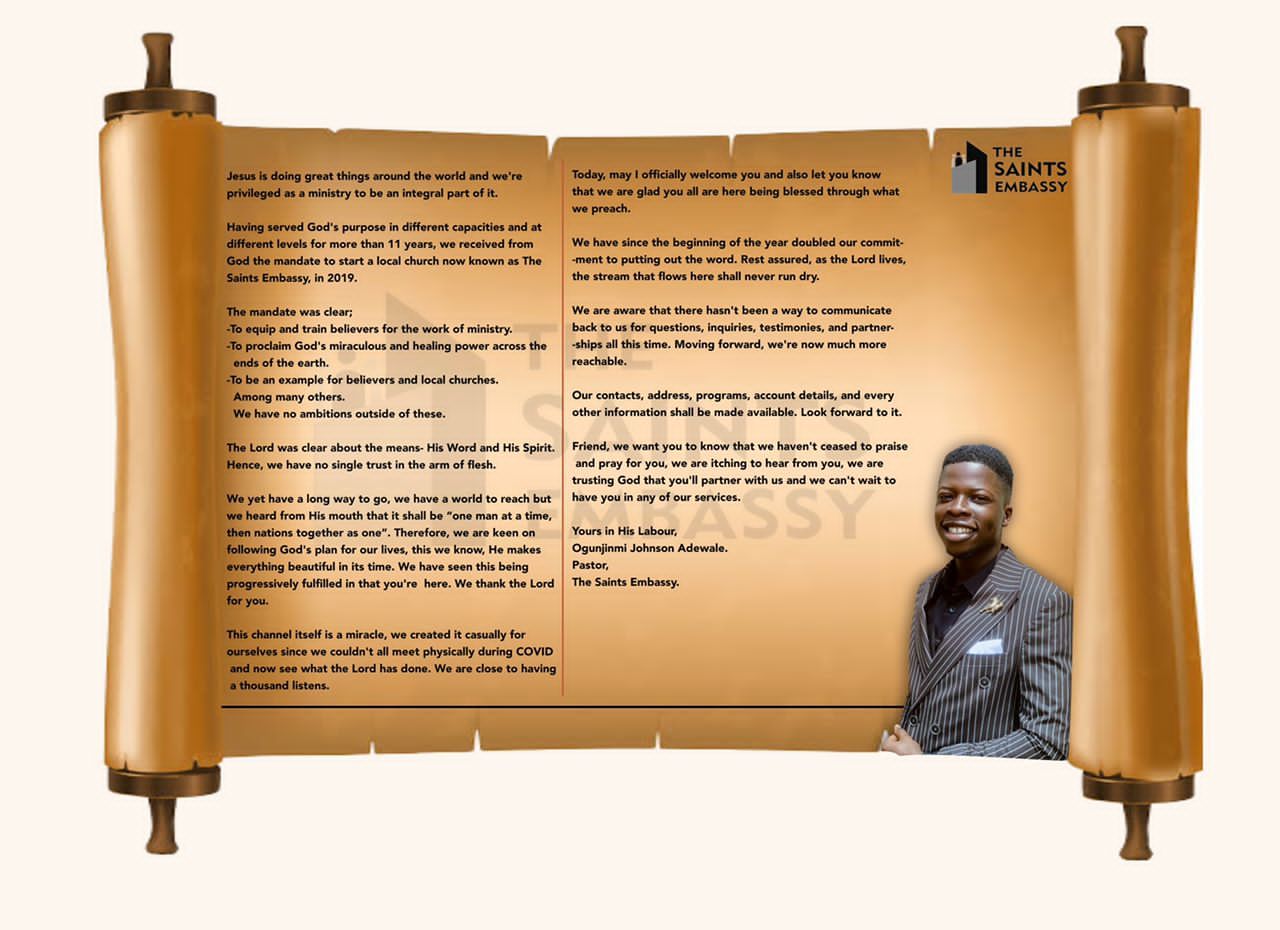 Jesus is doing great things around the world and we're
privileged as a ministry to be an integral part of it.
Having served God's purpose in different capacities and at
different levels for more than 11 years, we received from
God the mandate to start a local church now known as The
Saints Embassy, in 2019.
The mandate was clear;
-To equip and train believers for the work of ministry.
-To proclaim God's miraculous and healing power across the
ends of the earth.
-To be an example for believers and local churches.
Among many others.
We have no ambitions outside of these.
The Lord was clear about the means- His Word and His Spirit.
Hence, we have no single trust in the arm of flesh.
We yet have a long way to go, we have a world to reach but
we heard from His mouth that it shall be “one man at a time,
then nations together as one”. Therefore, we are keen on
following God's plan for our lives, this we know, He makes
everything beautiful in its time. We have seen this being
progressively fulfilled in that you're  here. We thank the Lord
for you.
This channel itself is a miracle, we created it casually for
ourselves since we couldn't all meet physically during COVID
and now see what the Lord has done. We are close to having
a thousand listens.
Today, may I officially welcome you and also let you know
that we are glad you all are here being blessed through what
we preach.
We have since the beginning of the year doubled our commit-
-ment to putting out the word. Rest assured, as the Lord lives,
the stream that flows here shall never run dry.
We are aware that there hasn't been a way to communicate
back to us for questions, inquiries, testimonies, and partner-
-ships all this time. Moving forward, we're now much more
reachable.
Our contacts, address, programs, account details, and every
other information shall be made available. Look forward to it.
Friend, we want you to know that we haven't ceased to praise
and pray for you, we are itching to hear from you, we are
trusting God that you'll partner with us and we can't wait to
have you in any of our services.
Yours in His Labour,
Ogunjinmi Johnson Adewale.
Pastor,
The Saints Embassy.
THE
SAINTS
EMBASSY
THE
SAINTS
EMBASSY